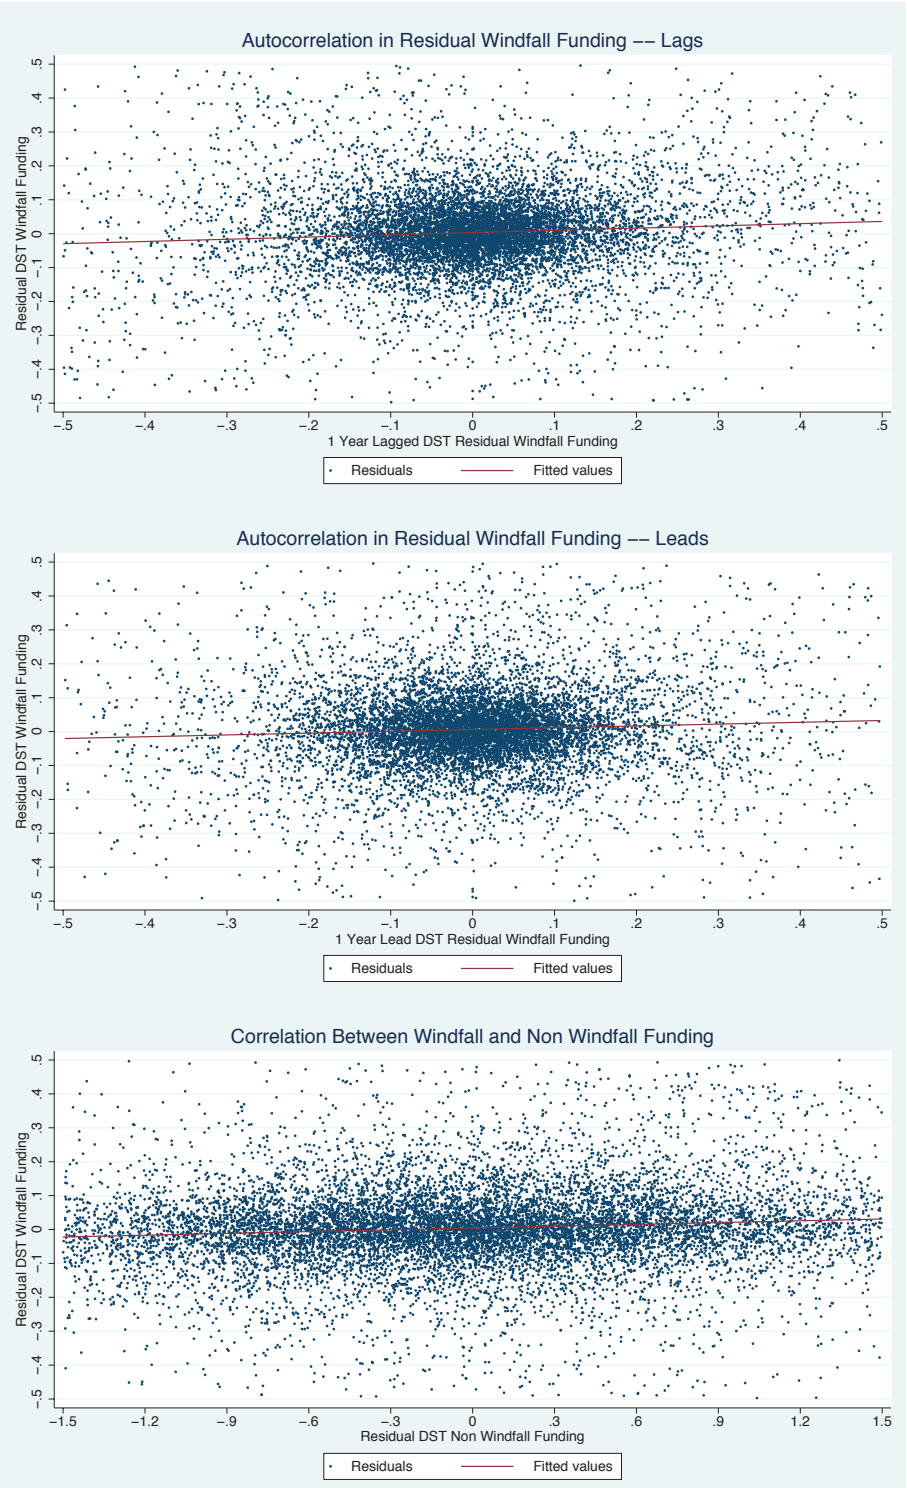 Autocorrelation in Residual Windfall Funding −− Lags
Residual DST Windfall Funding
.5
.4
.3
.2
.1
0
−.1
−.2
−.3
−.4
−.5
−.5 −.4 −.3 −.2 −.1 0 .1 .2 .3 .4 .5
1 Year Lagged DST Residual Windfall Funding
Residuals Fitted values
Autocorrelation in Residual Windfall Funding −− Leads
Residual DST Windfall Funding
.5
.4
.3
.2
.1
0
−.1
−.2
−.3
−.4
−.5
−.5 −.4 −.3 −.2 −.1 0 .1 .2 .3 .4 .5
1 Year Lead DST Residual Windfall Funding
Residuals Fitted values
Correlation Between Windfall and Non Windfall Funding
Residual DST Windfall Funding
.5
.4
.3
.2
.1
0
−.1
−.2
−.3
−.4
−.5
−1.5 −1.2 −.9 −.6 −.3 0 .3 .6 .9 1.2 1.5
Residual DST Non Windfall Funding
Residuals Fitted values